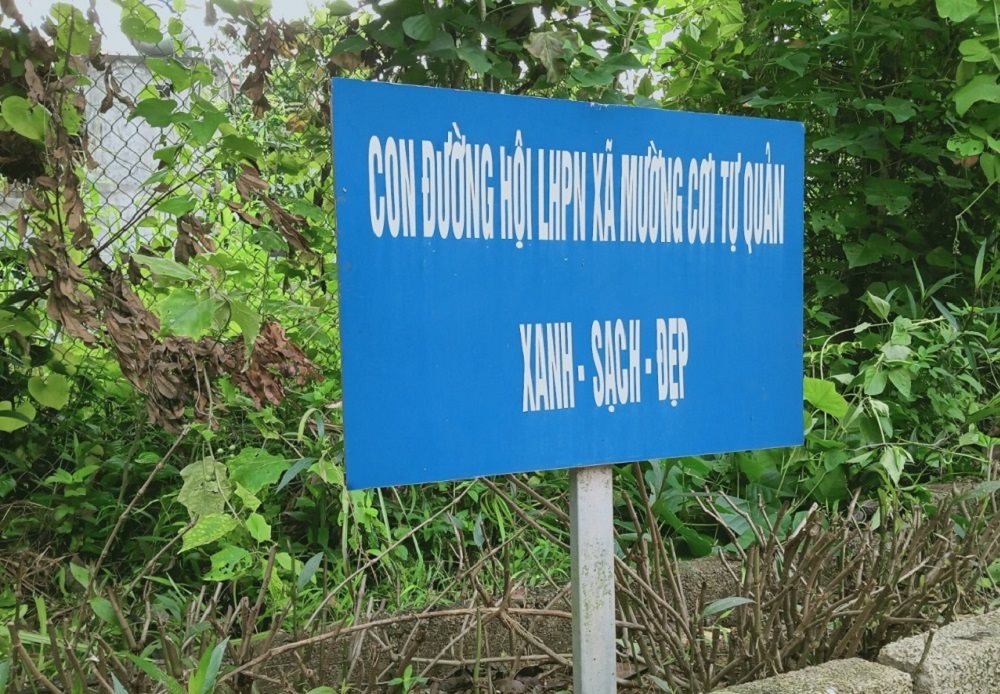 CON ĐƯỜNG HỘI LHPN XÃ MƯỜNG CƠI TỰ QUẢN
XANH - SẠCH - ĐẸP